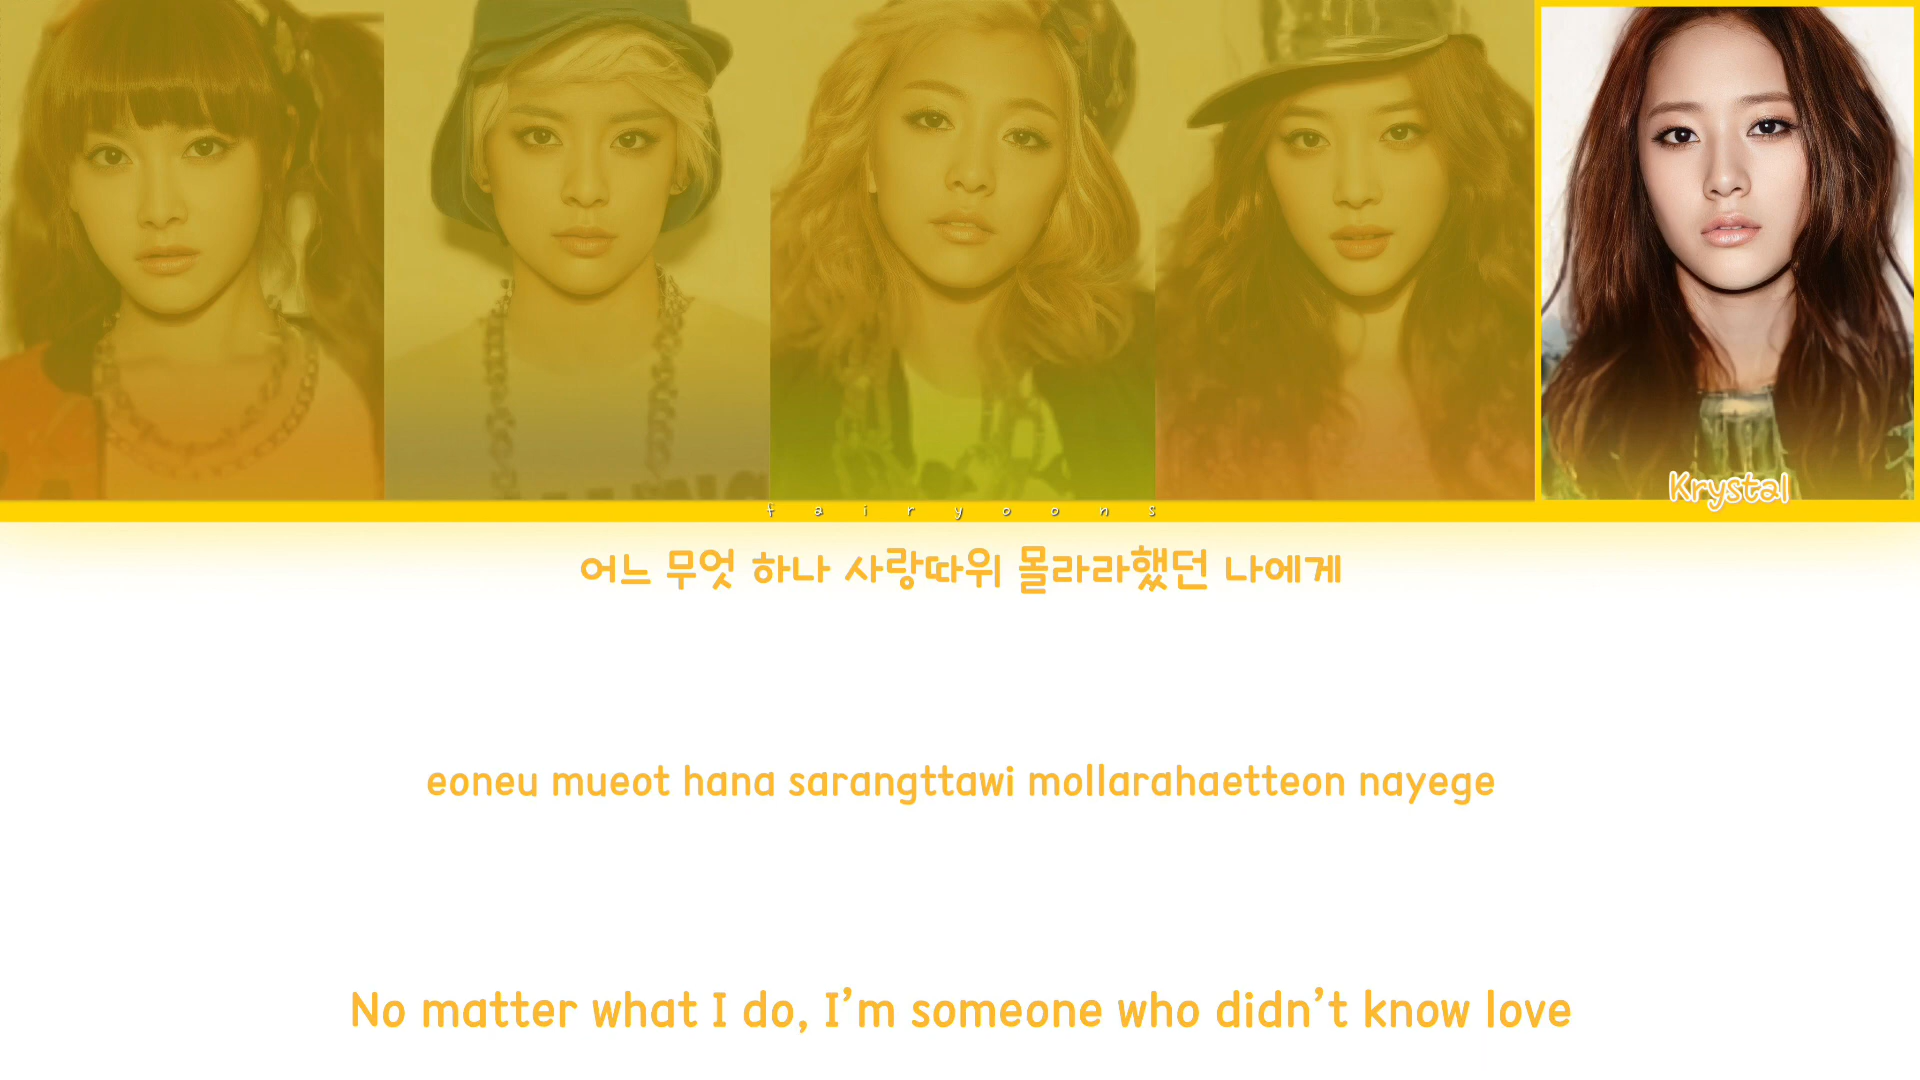 Krystal
fairyoons
어느 무엇 하나 사랑따위 몰라라했던 나에게
eoneu mueot hana sarangttawi mollarahaetteon nayege
No matter what I do, I’m someone who didn’t know love